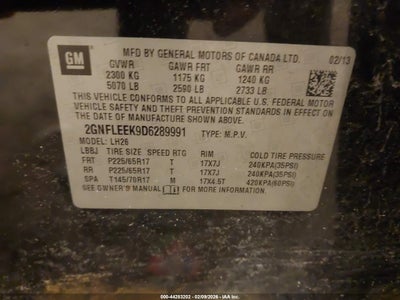 GM
MFD BY GENERAL MOTORS OF CANADA LTD.
02/13
GVWR GAWR FRT GAWR RR
2300 KG 1175 KG 1240 KG
5070 LB 2590 LB 2733 LB
THIS VEHICLE CONFORMS TO ALL APPLICABLE U.S. FEDERAL MOTOR
VEHICLE SAFETY AND THEFT PREVENTION STANDARDS IN EFFECT
AT THE DATE OF MANUFACTURE SHOWN ABOVE.
2GNFLEEK9D6289991 TYPE: M.P.V.
MODEL: LH26
LBBJ TIRE SIZE SPEED RTG RIM COLD TIRE PRESSURE
FRT P225/65R17 T 17X7J 240KPA(35PSI)
RR P225/65R17 T 17X7J 240KPA(35PSI)
SPA T145/70R17 M 17X4.5T 420KPA(60PSI)
SEE OWNER'S MANUAL FOR MORE INFORMATION.
000-44203202 - 02/09/2026 - IAA Inc.